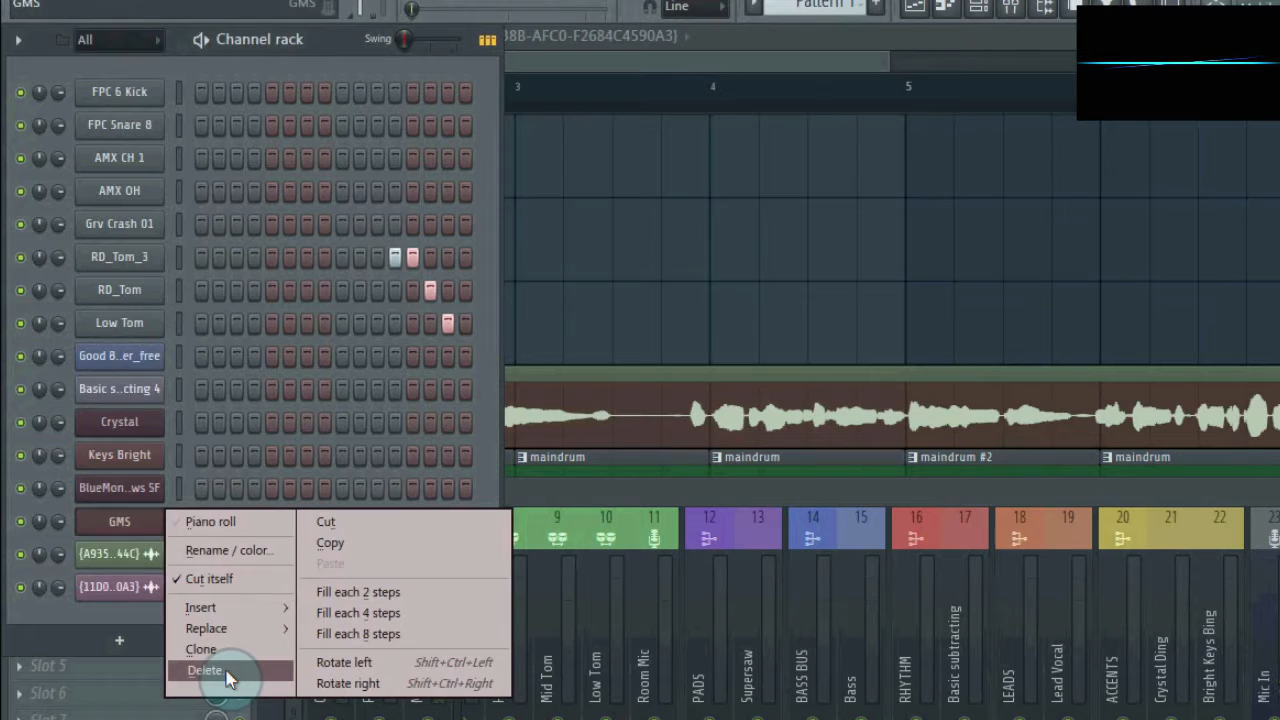 GMS
GMS
Line
Pattern 1
All
Channel rack
Swing
38B-AFC0-F2684C4590A3}
3
4
5
FPC 6 Kick
FPC Snare 8
AMX CH 1
AMX OH
Grv Crash 01
RD_Tom_3
RD_Tom
Low Tom
Good B..er_free
Basic s..cting 4
Crystal
Keys Bright
BlueMon..ws SF
GMS
{A935..44C}
{11D0..0A3}
+
Slot 5
Slot 6
Piano roll
Rename / color...
Cut itself
Insert
Replace
Clone
Delete...
Cut
Copy
Paste
Fill each 2 steps
Fill each 4 steps
Fill each 8 steps
Rotate left Shift+Ctrl+Left
Rotate right Shift+Ctrl+Right
maindrum
maindrum
maindrum #2
maindrum
9
10
11
12
13
14
15
16
17
18
19
20
21
22
23
Mid Tom
Low Tom
Room Mic
PADS
Supersaw
BASS BUS
Bass
RHYTHM
Basic subtracting
LEADS
Lead Vocal
ACCENTS
Crystal Ding
Bright Keys Bing
Mic In